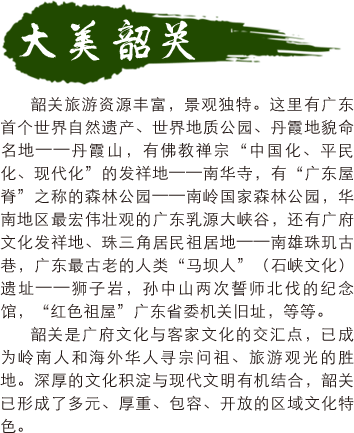 大美韶关
韶关旅游资源丰富，景观独特。这里有广东
首个世界自然遗产、世界地质公园、丹霞地貌命
名地——丹霞山，有佛教禅宗“中国化、平民
化、现代化”的发祥地——南华寺，有“广东屋
脊”之称的森林公园——南岭国家森林公园，华
南地区最宏伟壮观的广东乳源大峡谷，还有广府
文化发祥地、珠三角居民祖居地——南雄珠玑古
巷，广东最古老的人类“马坝人”（石峡文化）
遗址——狮子岩，孙中山两次誓师北伐的纪念
馆，“红色祖屋”广东省委机关旧址，等等。
韶关是广府文化与客家文化的交汇点，已成
为岭南人和海外华人寻宗问祖、旅游观光的胜
地。深厚的文化积淀与现代文明有机结合，韶关
已形成了多元、厚重、包容、开放的区域文化特
色。